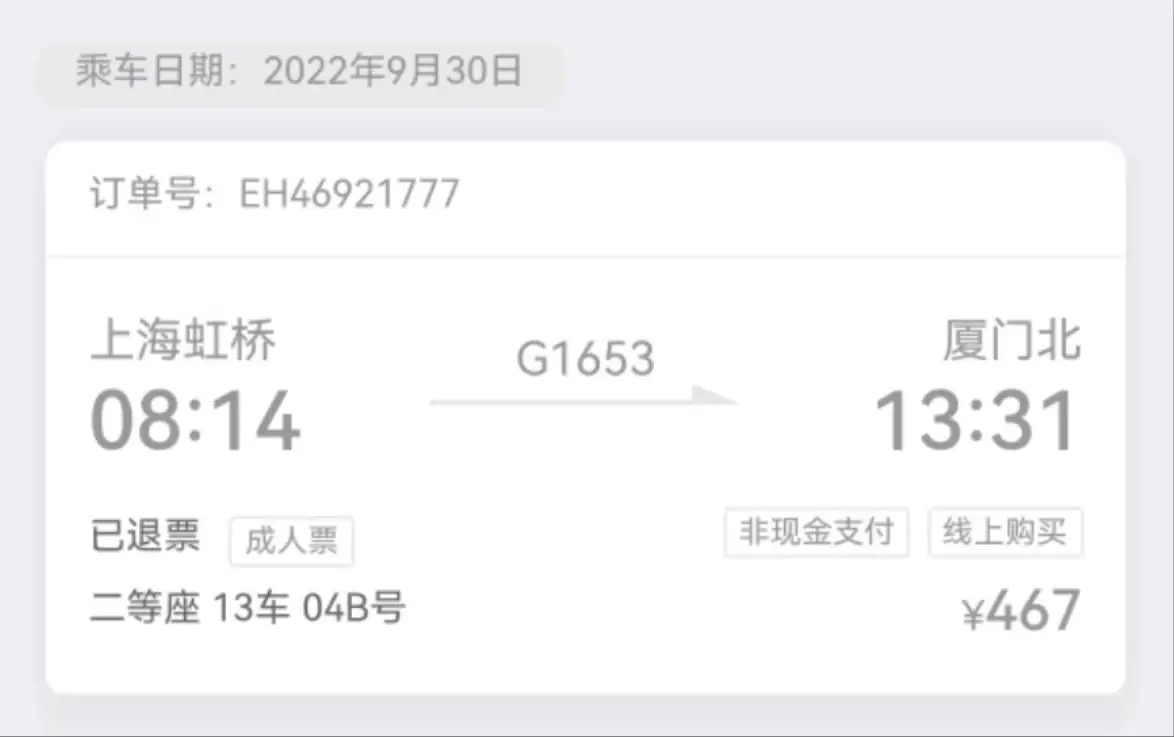 乘车日期：2022年9月30日
订单号：EH46921777
上海虹桥 G1653 厦门北
08:14 13:31
已退票 成人票 非现金支付 线上购买
二等座 13车 04B号 ¥467